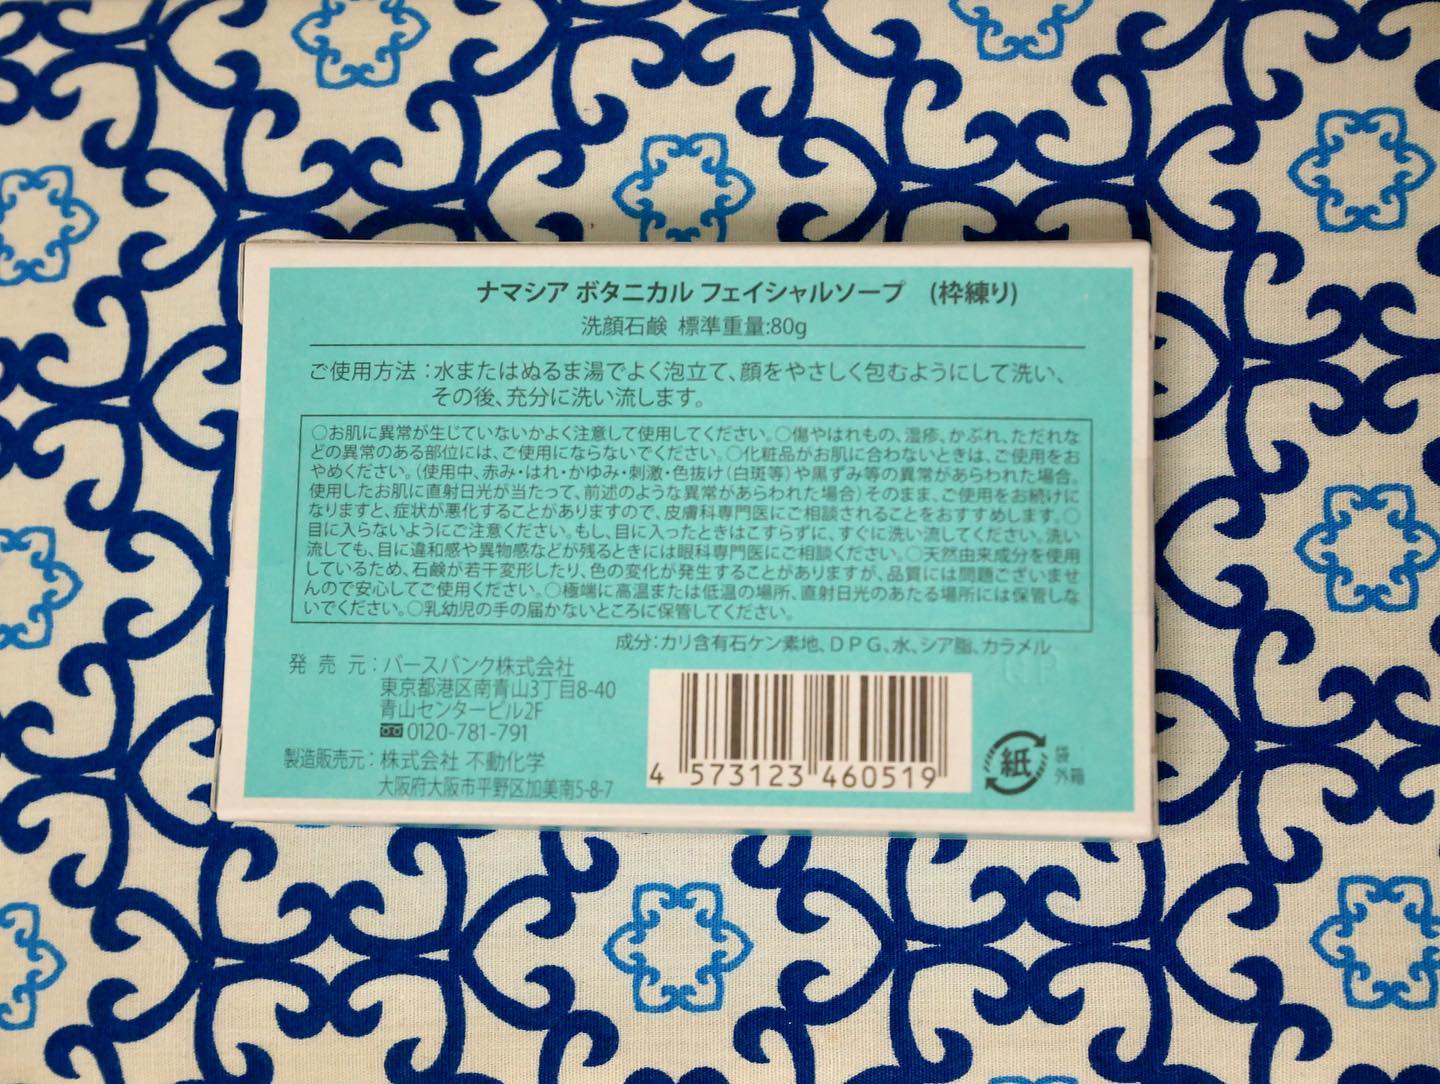 ナマシア ボタニカル フェイシャルソープ (枠練り)
洗顔石鹸 標準重量:80g
ご使用方法:水またはぬるま湯でよく泡立て、顔をやさしく包むようにして洗い、
その後、充分に洗い流します。
○お肌に異常が生じていないかよく注意して使用してください。○傷やはれもの、湿疹、かぶれ、ただれな
どの異常のある部位には、ご使用にならないでください。○化粧品がお肌に合わないときは、ご使用をお
やめください。(使用中、赤み・はれ・かゆみ・刺激・色抜け(白斑等)や黒ずみ等の異常があらわれた場合。
使用したお肌に直射日光が当たって、前述のような異常があらわれた場合)そのまま、ご使用をお続けに
なりますと、症状が悪化することがありますので、皮膚科専門医にご相談されることをおすすめします。○
目に入らないようにご注意ください。もし、目に入ったときはこすらずに、すぐに洗い流してください。洗い
流しても、目に違和感や異物感などが残るときには眼科専門医にご相談ください。○天然由来成分を使用
しているため、石鹸が若干変形したり、色の変化が発生することがありますが、品質には問題ございませ
んので安心してご使用ください。○極端に高温または低温の場所、直射日光のあたる場所には保管しな
いでください。○乳幼児の手の届かないところに保管してください。
成分:カリ含有石ケン素地、DPG、水、シア脂、カラメル
発売元:バースバンク株式会社
東京都港区南青山3丁目8-40
青山センタービル2F
0120-781-791
製造販売元:株式会社 不動化学
大阪府大阪市平野区加美南5-8-7
4 573123 460519
紙
袋
外箱